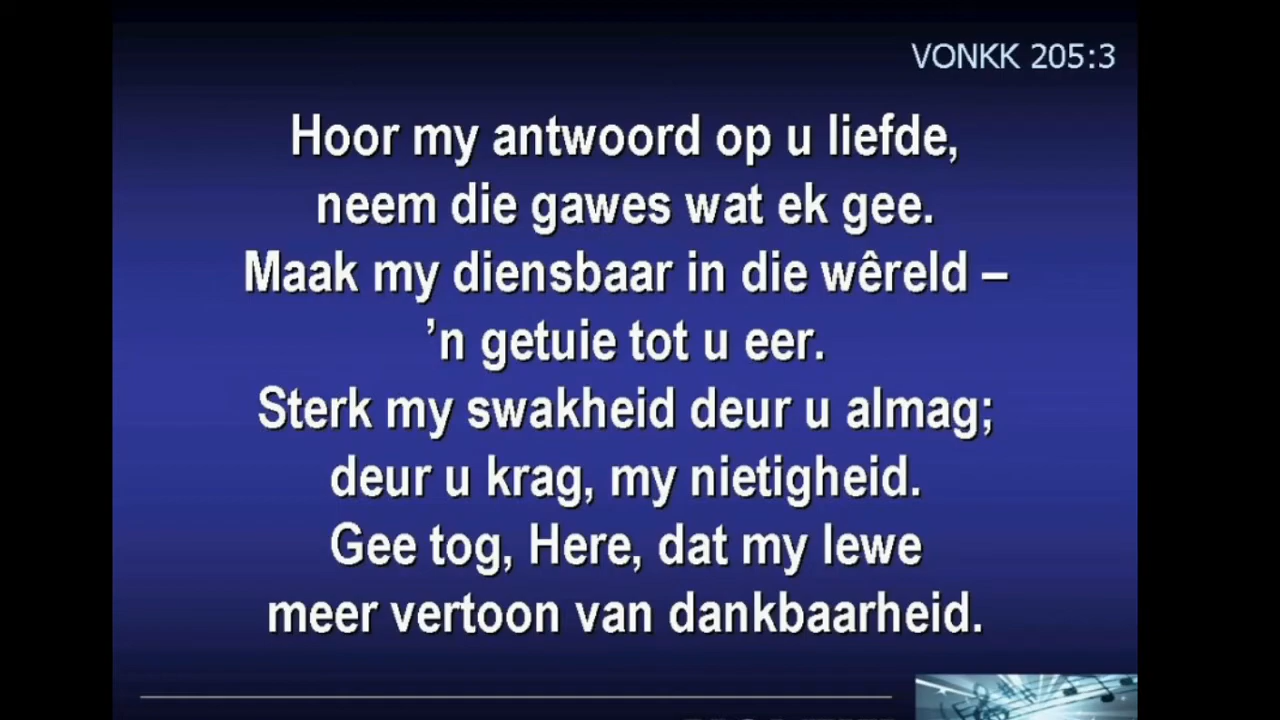 VONKK 205:3
Hoor my antwoord op u liefde,
neem die gawes wat ek gee.
Maak my diensbaar in die wêreld –
’n getuie tot u eer.
Sterk my swakheid deur u almag;
deur u krag, my nietigheid.
Gee tog, Here, dat my lewe
meer vertoon van dankbaarheid.